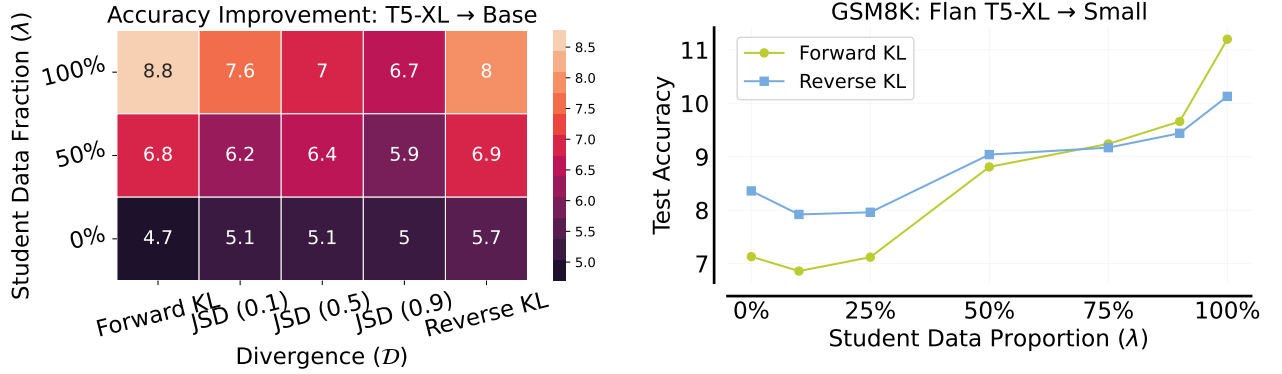 Accuracy Improvement: T5-XL → Base
Student Data Fraction (λ)
100%
8.8 7.6 7 6.7 8
50%
6.8 6.2 6.4 5.9 6.9
0%
4.7 5.1 5.1 5 5.7
Forward KL JSD (0.1) JSD (0.5) JSD (0.9) Reverse KL
Divergence (𝒟)
8.5
8.0
7.5
7.0
6.5
6.0
5.5
5.0
GSM8K: Flan T5-XL → Small
Forward KL
Reverse KL
Test Accuracy
11
10
9
8
7
0% 25% 50% 75% 100%
Student Data Proportion (λ)